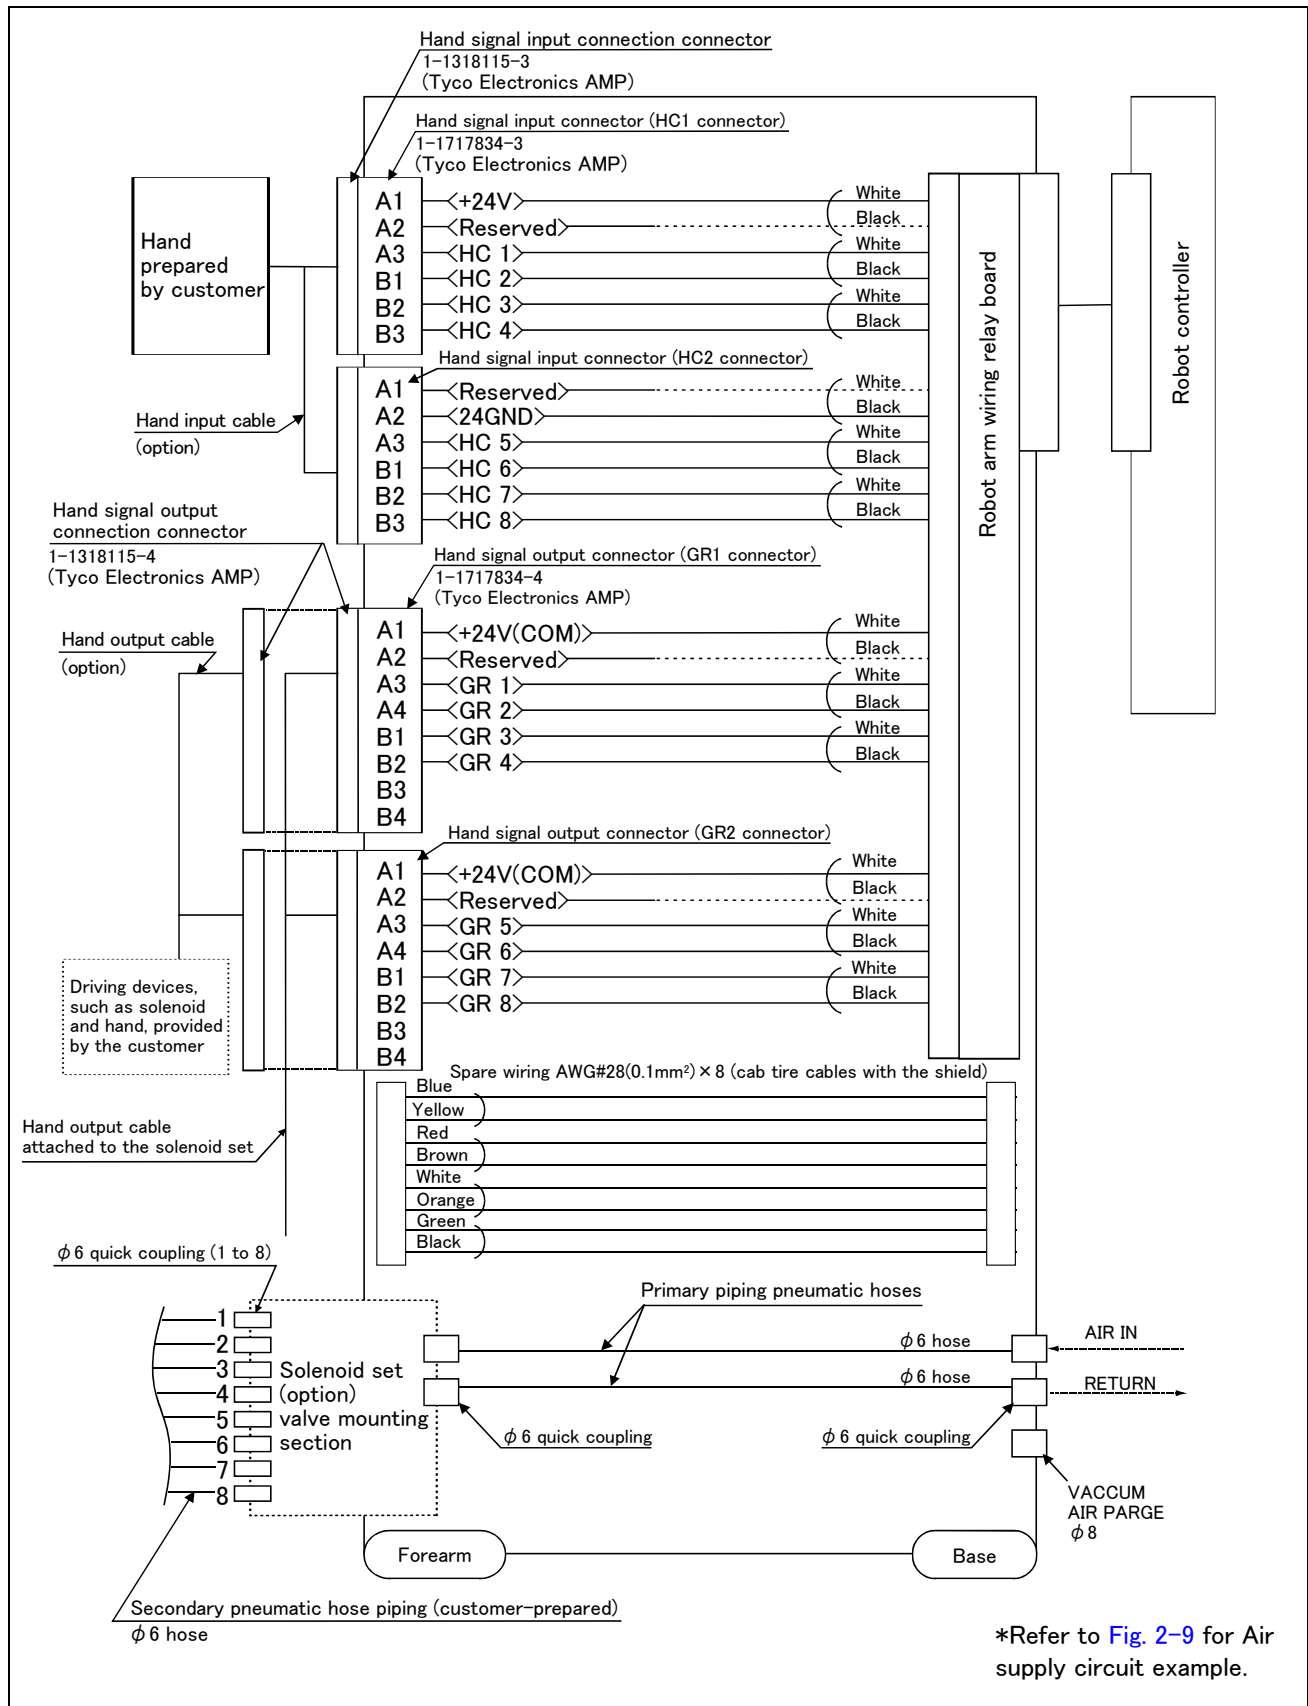 Hand signal input connection connector
1-1318115-3
(Tyco Electronics AMP)
Hand signal input connector (HC1 connector)
1-1717834-3
(Tyco Electronics AMP)
Hand
prepared
by customer
A1 <+24V> White
A2 <Reserved> Black
A3 <HC 1> White
B1 <HC 2> Black
B2 <HC 3> White
B3 <HC 4> Black
Robot arm wiring relay board
Robot controller
Hand signal input connector (HC2 connector)
A1 <Reserved> White
A2 <24GND> Black
A3 <HC 5> White
B1 <HC 6> Black
B2 <HC 7> White
B3 <HC 8> Black
Hand input cable
(option)
Hand signal output
connection connector
1-1318115-4
(Tyco Electronics AMP)
Hand signal output connector (GR1 connector)
1-1717834-4
(Tyco Electronics AMP)
Hand output cable
(option)
A1 <+24V(COM)> White
A2 <Reserved> Black
A3 <GR 1> White
A4 <GR 2> Black
B1 <GR 3> White
B2 <GR 4> Black
B3
B4
Hand signal output connector (GR2 connector)
A1 <+24V(COM)> White
A2 <Reserved> Black
A3 <GR 5> White
A4 <GR 6> Black
B1 <GR 7> White
B2 <GR 8> Black
B3
B4
Driving devices,
such as solenoid
and hand, provided
by the customer
Spare wiring AWG#28(0.1mm²)×8 (cab tire cables with the shield)
Blue
Yellow
Red
Brown
White
Orange
Green
Black
Hand output cable
attached to the solenoid set
φ6 quick coupling (1 to 8)
1
2
3
4
5
6
7
8
Solenoid set
(option)
valve mounting
section
Primary piping pneumatic hoses
φ6 hose
AIR IN
φ6 hose
RETURN
φ6 quick coupling
φ6 quick coupling
VACCUM
AIR PARGE
φ8
Forearm
Base
Secondary pneumatic hose piping (customer-prepared)
φ6 hose
*Refer to Fig. 2-9 for Air
supply circuit example.